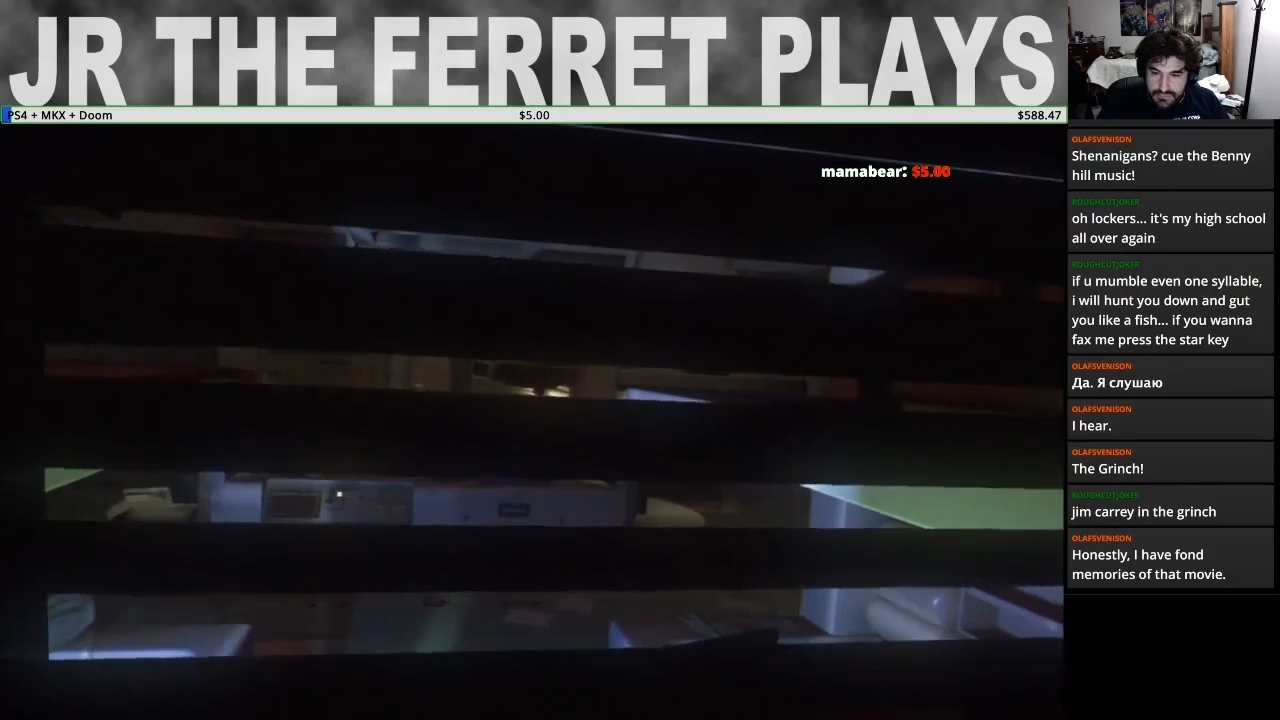 JR THE FERRET PLAYS
PS4 + MKX + Doom $5.00 $588.47
mamabear: $5.00
OLAFSVENISON
Shenanigans? cue the Benny
hill music!
ROUGHCUTJOKER
oh lockers... it's my high school
all over again
ROUGHCUTJOKER
if u mumble even one syllable,
i will hunt you down and gut
you like a fish... if you wanna
fax me press the star key
OLAFSVENISON
Да. Я слушаю
OLAFSVENISON
I hear.
OLAFSVENISON
The Grinch!
ROUGHCUTJOKER
jim carrey in the grinch
OLAFSVENISON
Honestly, I have fond
memories of that movie.